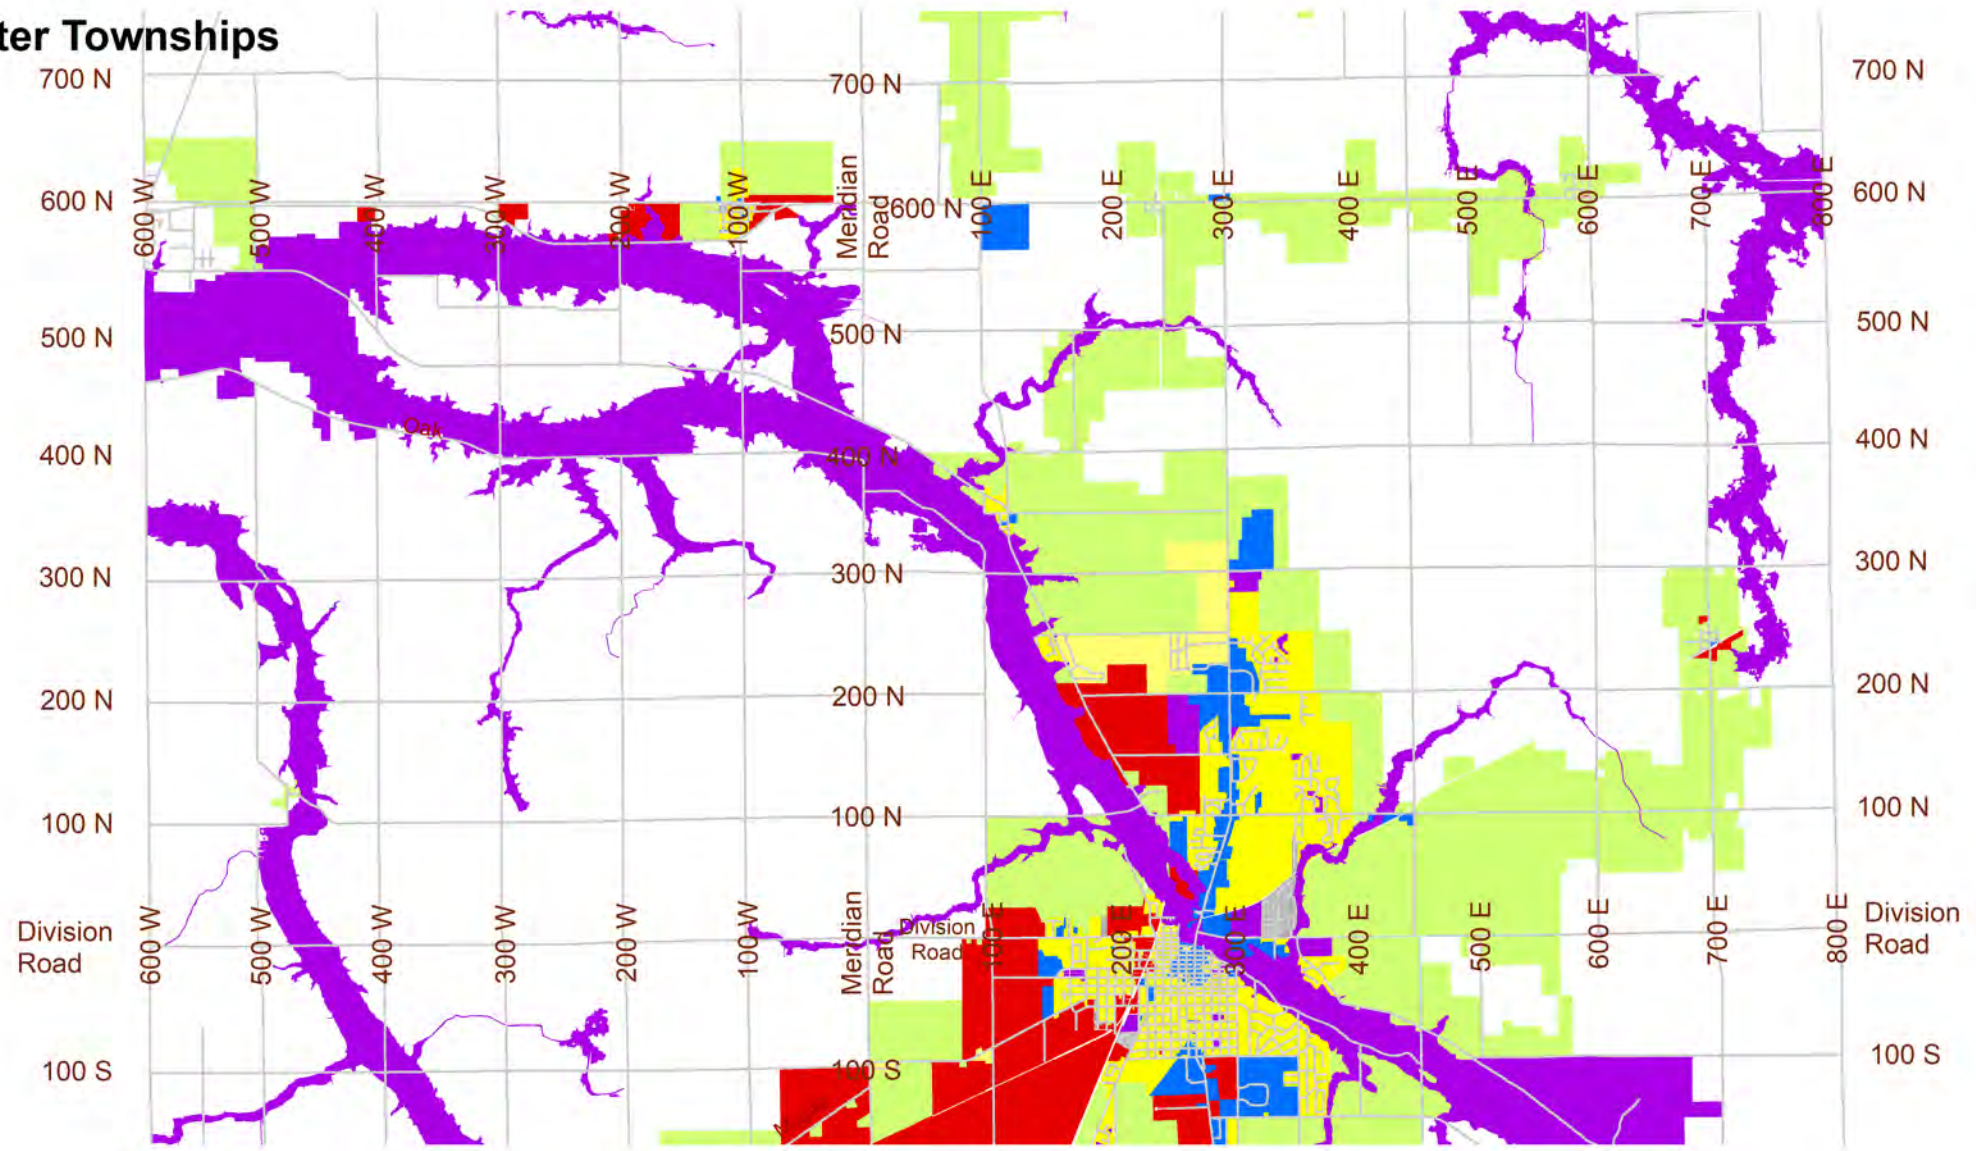 ter Townships
700 N
700 N
700 N
600 N
600 W
500 W
400 W
300 W
200 W
100 W
Meridian
Road
600 N
100 E
200 E
300 E
400 E
500 E
600 E
700 E
800 E
600 N
500 N
500 N
500 N
Oak
400 N
400 N
400 N
300 N
300 N
300 N
200 N
200 N
200 N
100 N
100 N
100 N
Division
Road
600 W
500 W
400 W
300 W
200 W
100 W
Meridian
Road
Division
Road
100 E
200 E
300 E
400 E
500 E
600 E
700 E
800 E
Division
Road
100 S
100 S
100 S